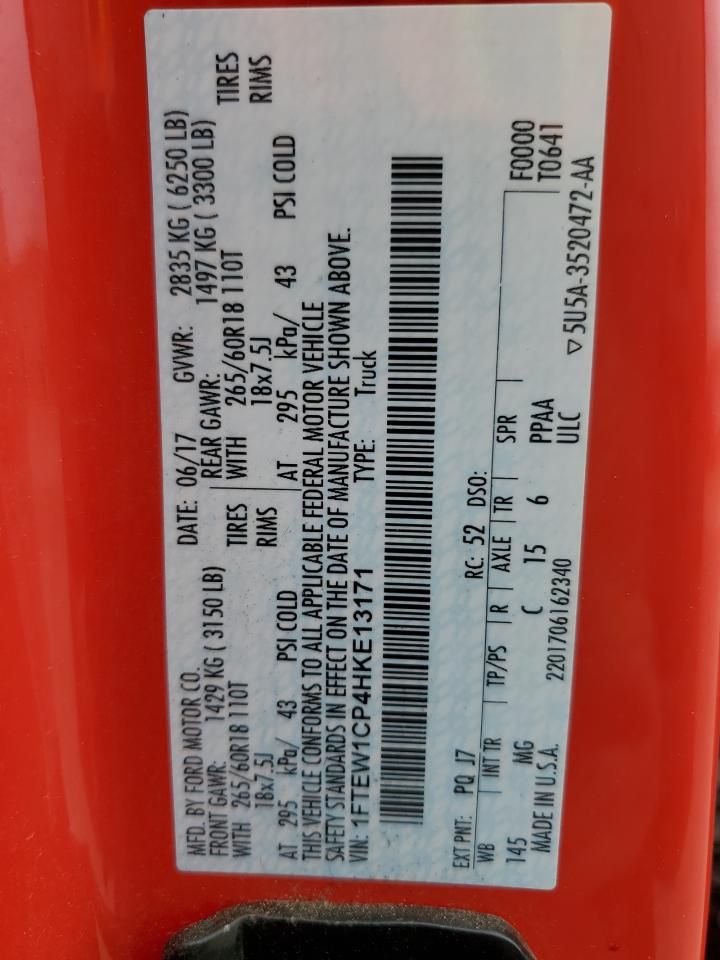 MFD. BY FORD MOTOR CO. DATE: 06/17 GVWR: 2835 KG ( 6250 LB)
FRONT GAWR: 1429 KG ( 3150 LB) REAR GAWR: 1497 KG ( 3300 LB)
WITH 265/60R18 110T TIRES WITH 265/60R18 110T TIRES
18x7.5J RIMS 18x7.5J RIMS
AT 295 kPa/ 43 PSI COLD AT 295 kPa/ 43 PSI COLD
THIS VEHICLE CONFORMS TO ALL APPLICABLE FEDERAL MOTOR VEHICLE
SAFETY STANDARDS IN EFFECT ON THE DATE OF MANUFACTURE SHOWN ABOVE.
VIN: 1FTEW1CP4HKE13171 TYPE: Truck
EXT PNT: PQ J7 RC: 52 DSO:
WB INT TR TP/PS R AXLE TR SPR F0000
145 MG C 15 6 PPAA T0641
MADE IN U.S.A. ULC
2201706162340 ▽5U5A-3520472-AA